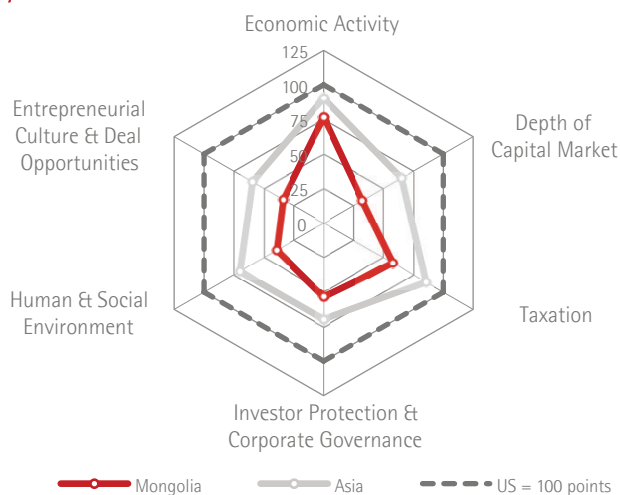 Economic Activity
125
100
75
50
25
0
Entrepreneurial
Culture & Deal
Opportunities
Depth of
Capital Market
Human & Social
Environment
Taxation
Investor Protection &
Corporate Governance
Mongolia
Asia
US = 100 points